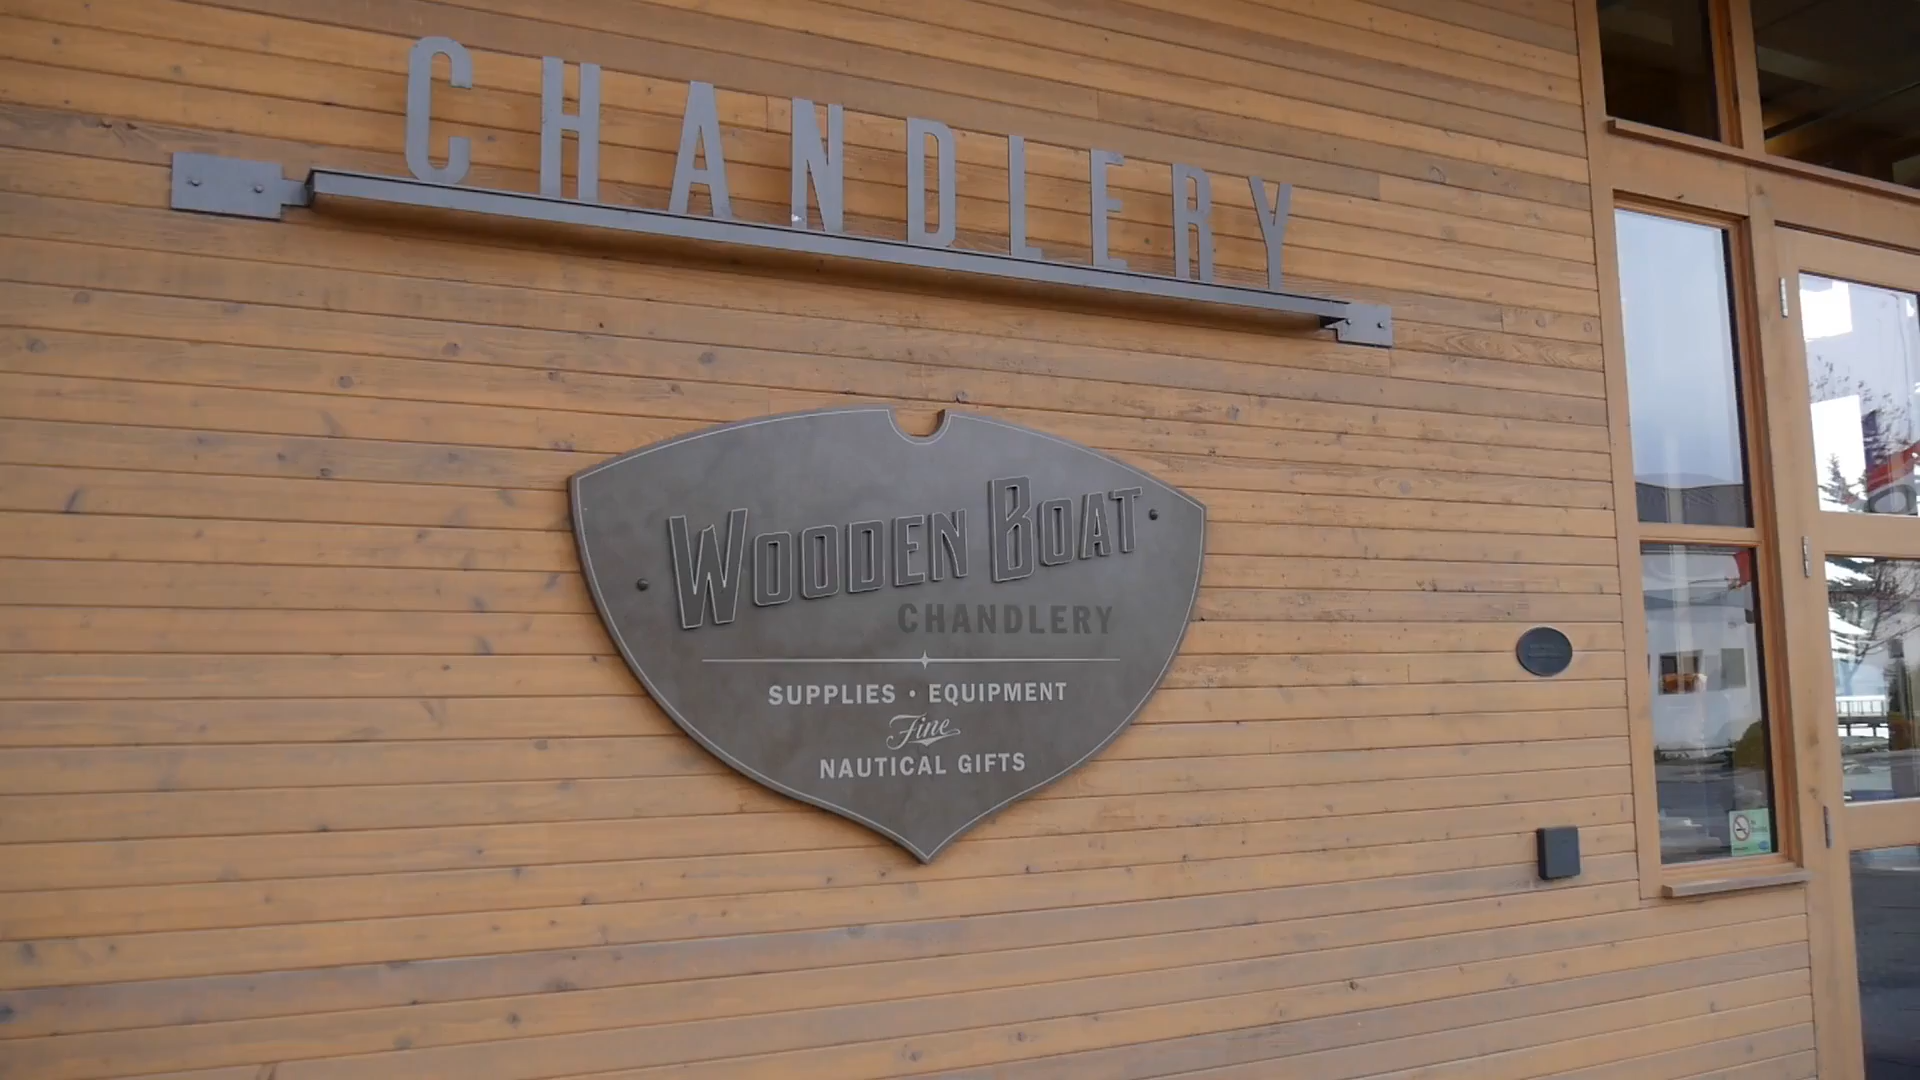 CHANDLERY
WOODEN BOAT
CHANDLERY
SUPPLIES • EQUIPMENT
Fine
NAUTICAL GIFTS